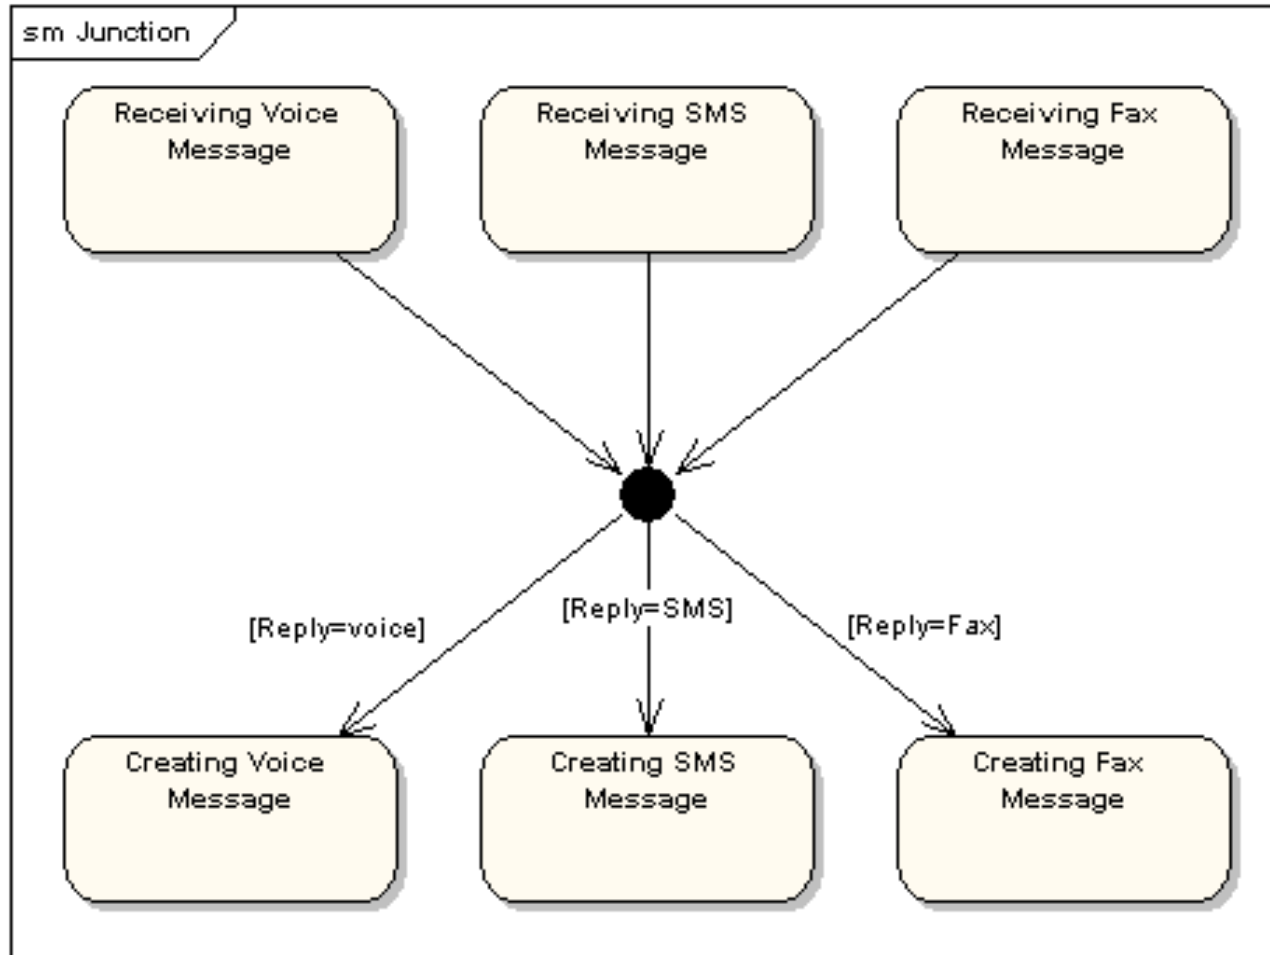 sm Junction
Receiving Voice
Message
Receiving SMS
Message
Receiving Fax
Message
[Reply=voice]
[Reply=SMS]
[Reply=Fax]
Creating Voice
Message
Creating SMS
Message
Creating Fax
Message